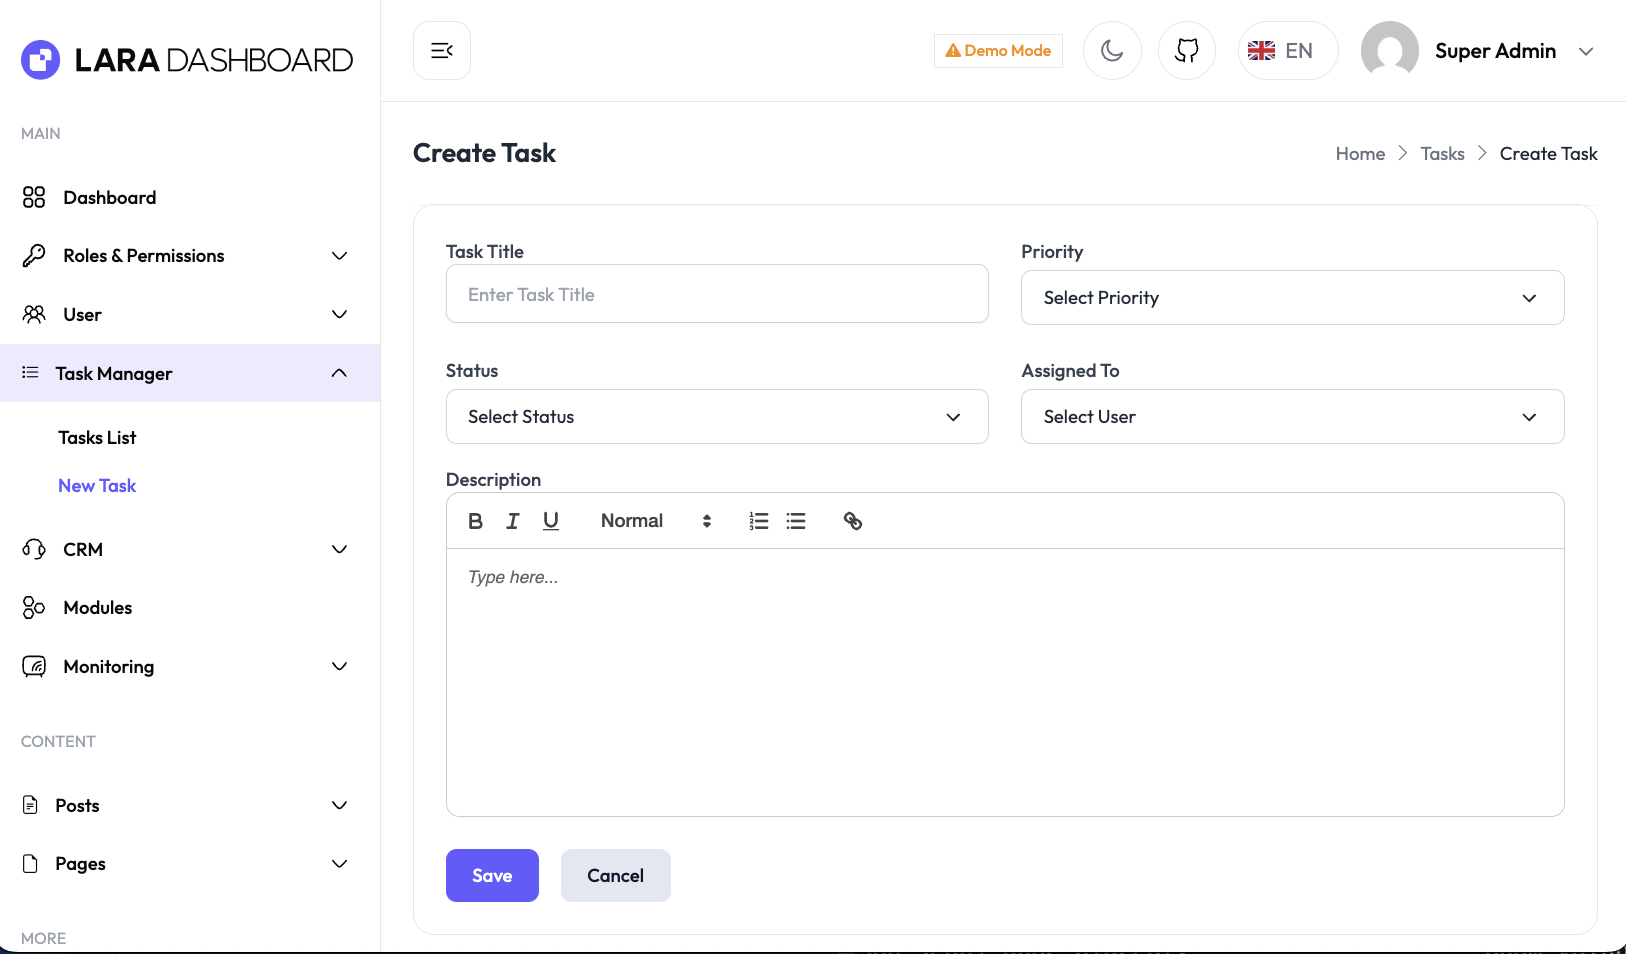 LARA DASHBOARD
Demo Mode
EN
Super Admin
MAIN
Dashboard
Roles & Permissions
User
Task Manager
Tasks List
New Task
CRM
Modules
Monitoring
CONTENT
Posts
Pages
MORE
Create Task
Home > Tasks > Create Task
Task Title
Enter Task Title
Priority
Select Priority
Status
Select Status
Assigned To
Select User
Description
B I U Normal
Type here...
Save
Cancel